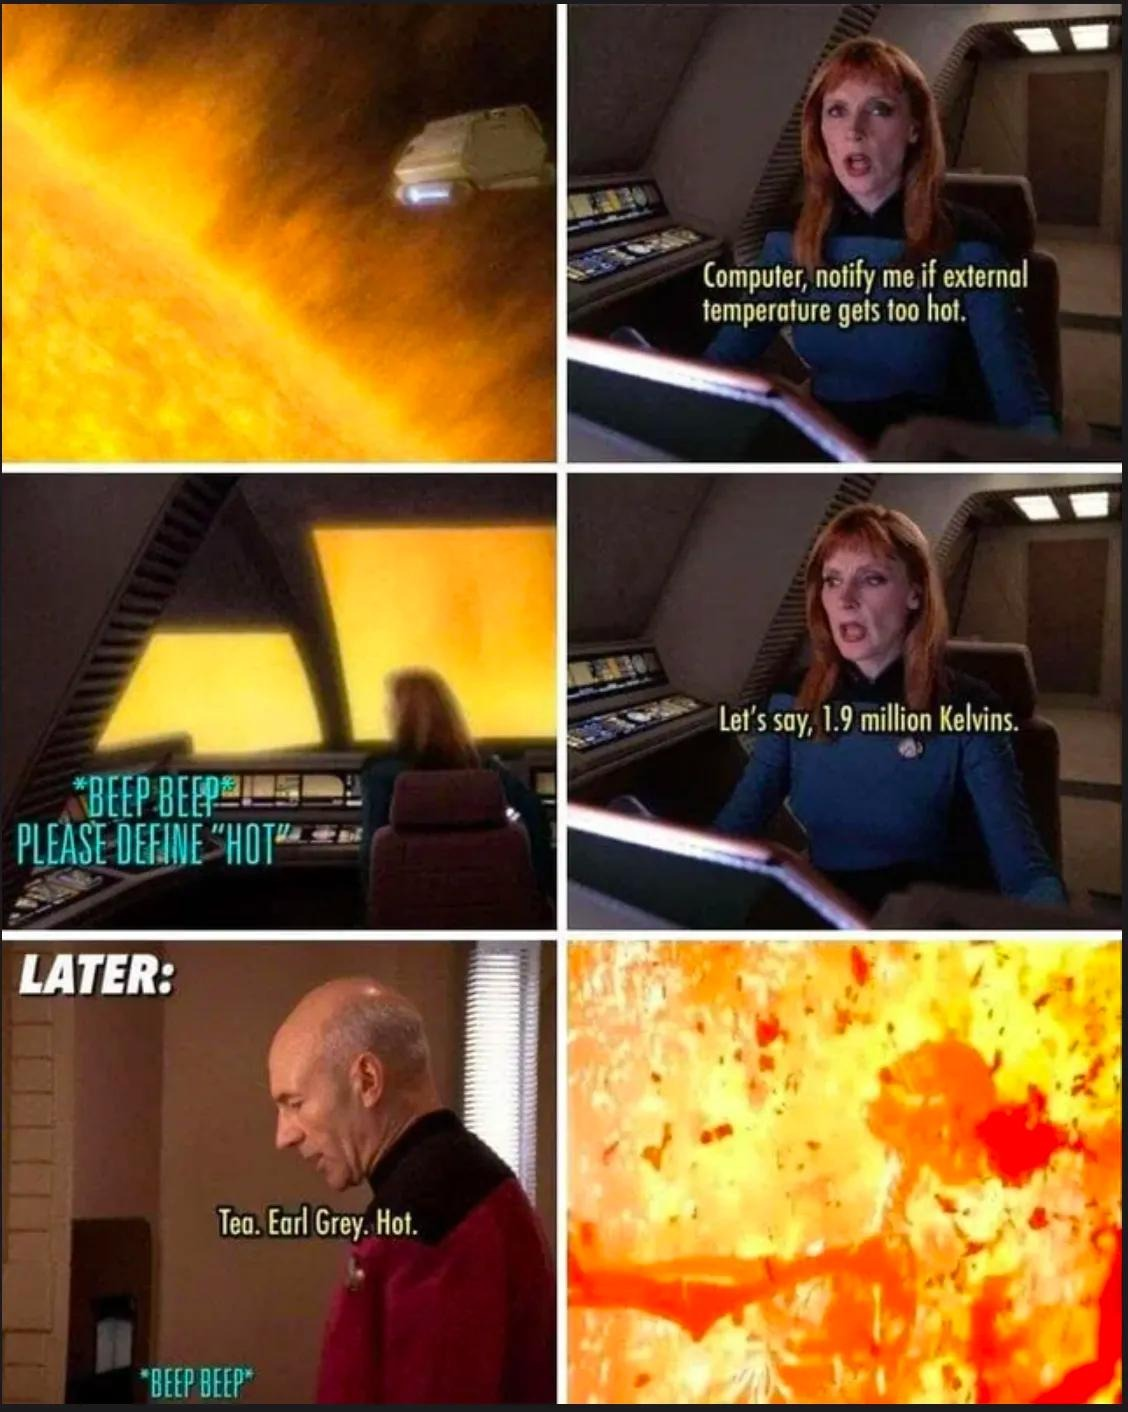 Computer, notify me if external
temperature gets too hot.
*BEEP BEEP*
PLEASE DEFINE "HOT"
Let's say, 1.9 million Kelvins.
LATER:
Tea. Earl Grey. Hot.
*BEEP BEEP*